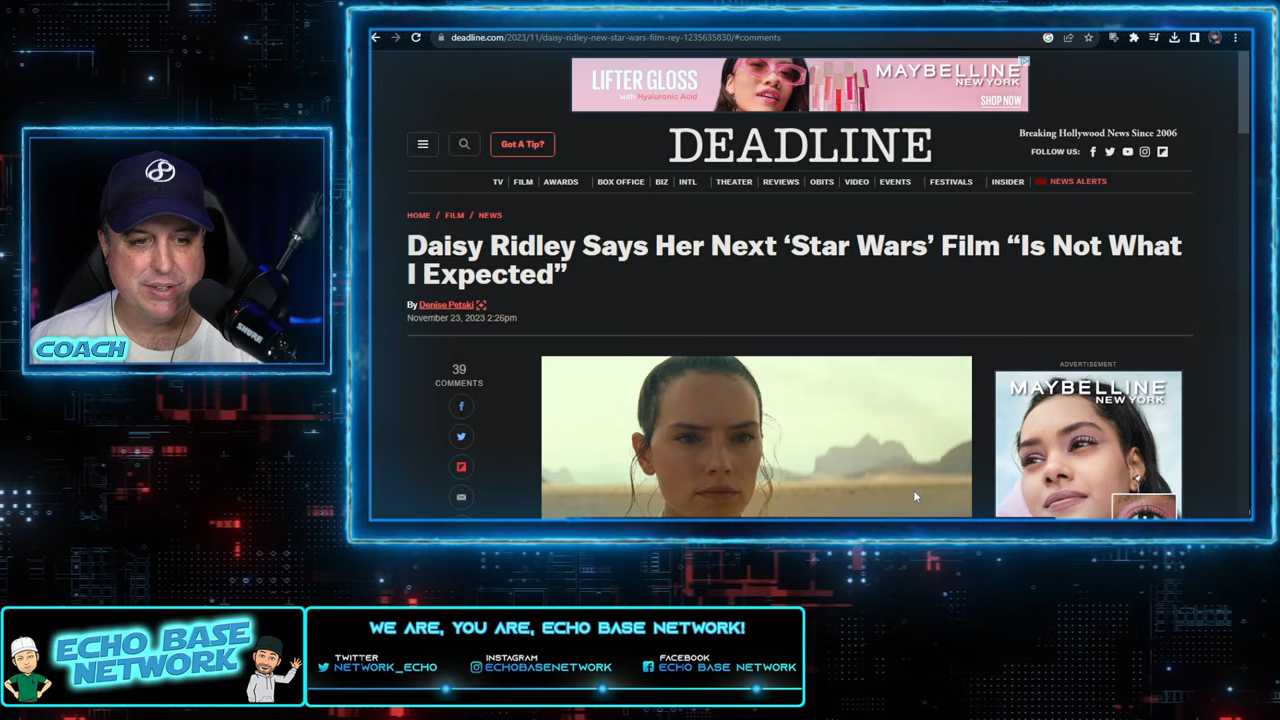 deadline.com/2023/11/daisy-ridley-new-star-wars-film-rey-1235635830/#comments
LIFTER GLOSS
with Hyaluronic Acid
MAYBELLINE
NEW YORK
SHOP NOW
Got A Tip?
DEADLINE
Breaking Hollywood News Since 2006
FOLLOW US:
TV FILM AWARDS BOX OFFICE BIZ INTL THEATER REVIEWS OBITS VIDEO EVENTS FESTIVALS INSIDER NEWS ALERTS
HOME / FILM / NEWS
Daisy Ridley Says Her Next ‘Star Wars’ Film “Is Not What
I Expected”
By Denise Petski
November 23, 2023 2:26pm
39
COMMENTS
ADVERTISEMENT
MAYBELLINE
NEW YORK
SHURE
COACH
ECHO BASE
NETWORK
WE ARE, YOU ARE, ECHO BASE NETWORK!
TWITTER
NETWORK_ECHO
INSTAGRAM
ECHOBASENETWORK
FACEBOOK
ECHO BASE NETWORK